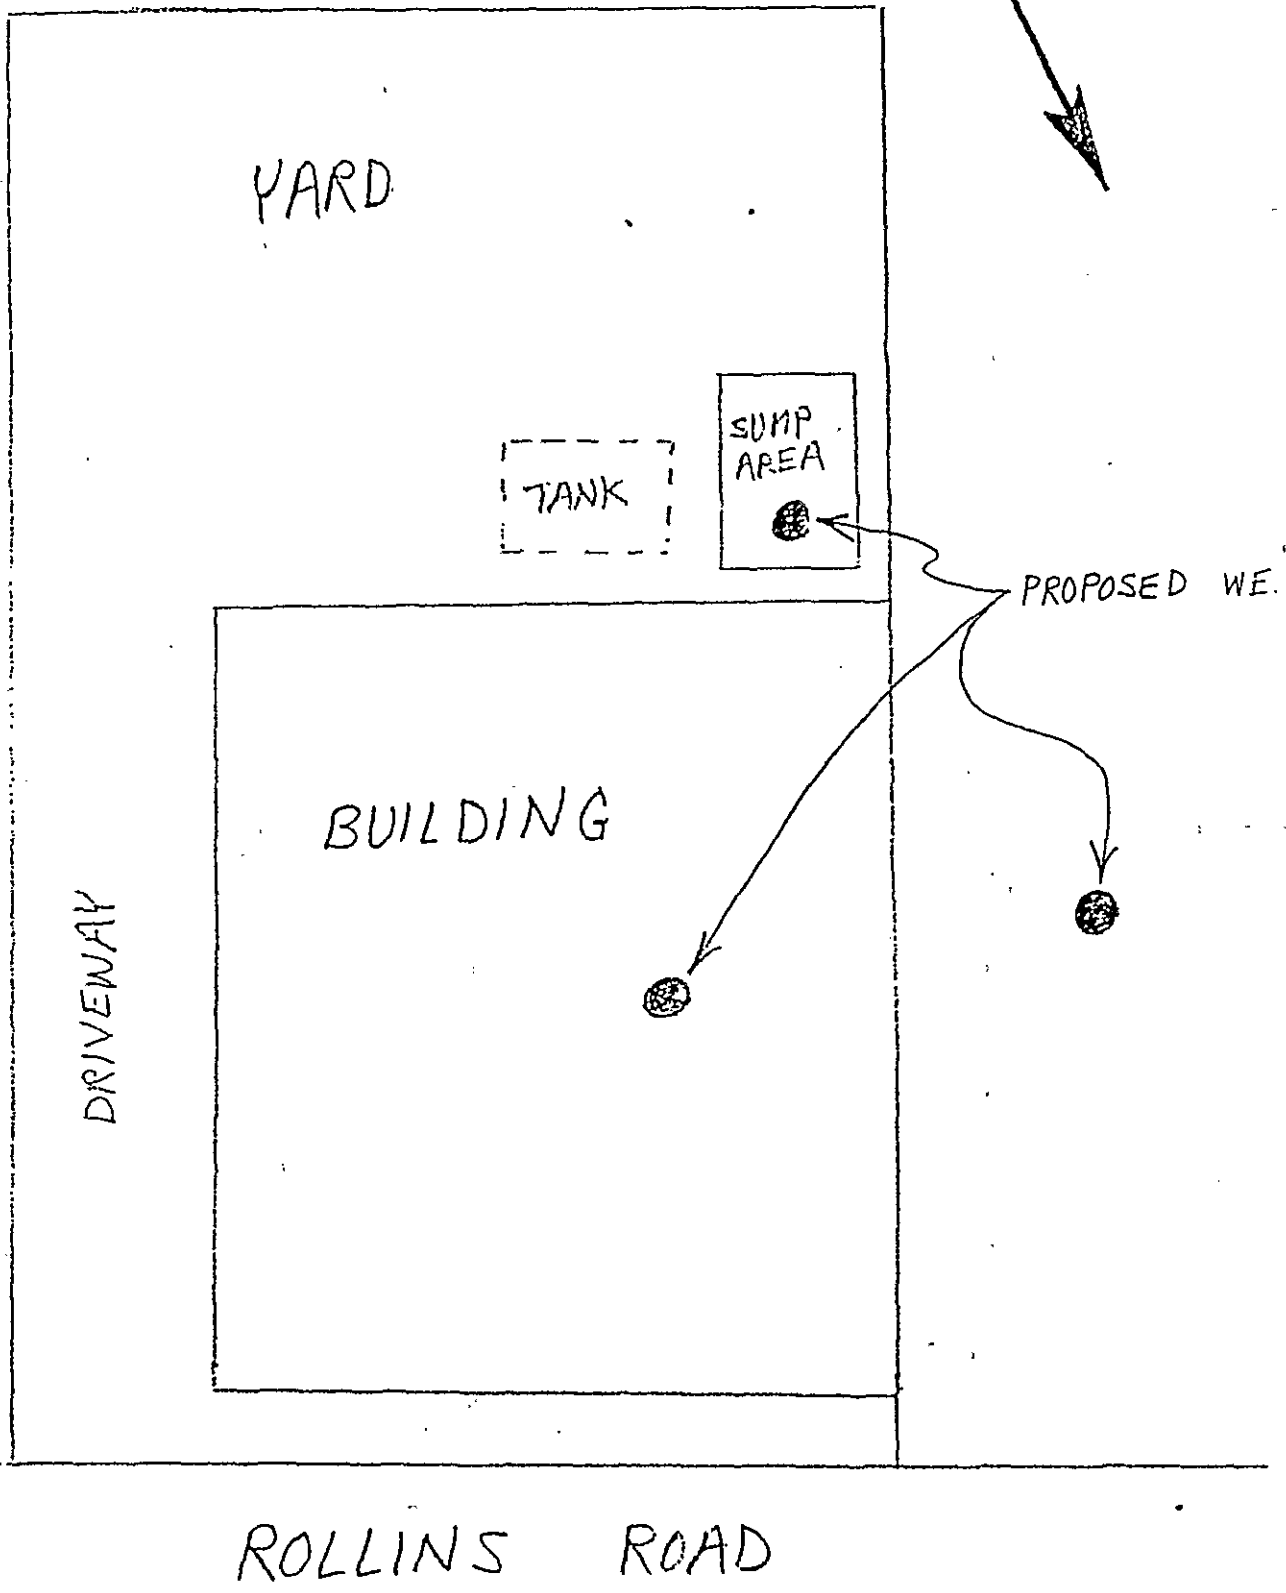 YARD
SUMP
AREA
TANK
PROPOSED WE.
BUILDING
DRIVEWAY
ROLLINS ROAD